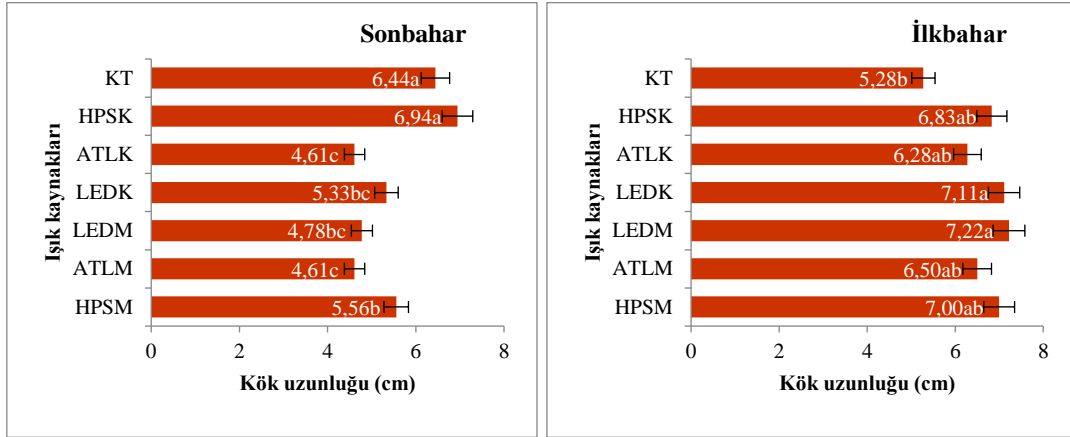 Sonbahar
Işık kaynakları
KT
6,44a
HPSK
6,94a
ATLK
4,61c
LEDK
5,33bc
LEDM
4,78bc
ATLM
4,61c
HPSM
5,56b
0 2 4 6 8
Kök uzunluğu (cm)
İlkbahar
Işık kaynakları
KT
5,28b
HPSK
6,83ab
ATLK
6,28ab
LEDK
7,11a
LEDM
7,22a
ATLM
6,50ab
HPSM
7,00ab
0 2 4 6 8
Kök uzunluğu (cm)